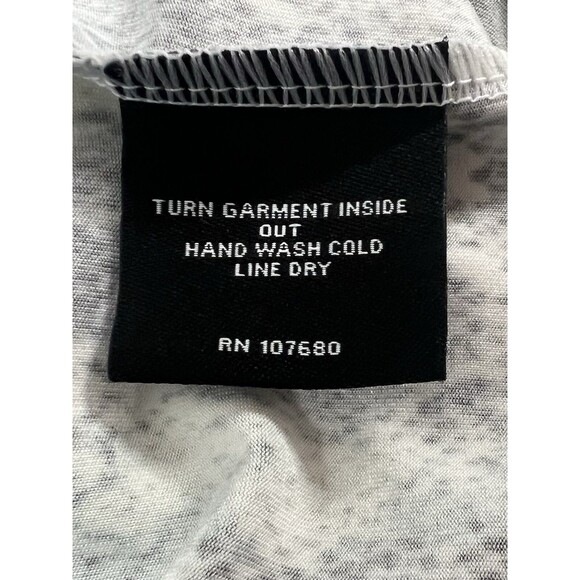 TURN GARMENT INSIDE
OUT
HAND WASH COLD
LINE DRY
RN 107680